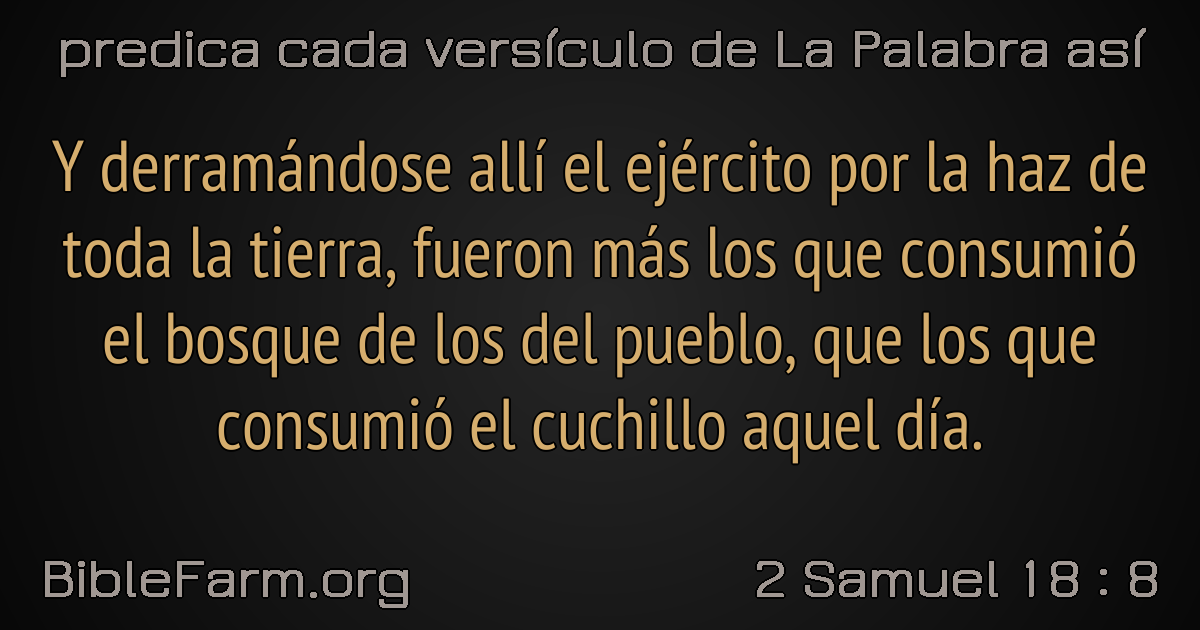 predica cada versículo de La Palabra así
Y derramándose allí el ejército por la haz de
toda la tierra, fueron más los que consumió
el bosque de los del pueblo, que los que
consumió el cuchillo aquel día.
BibleFarm.org
2 Samuel 18 : 8